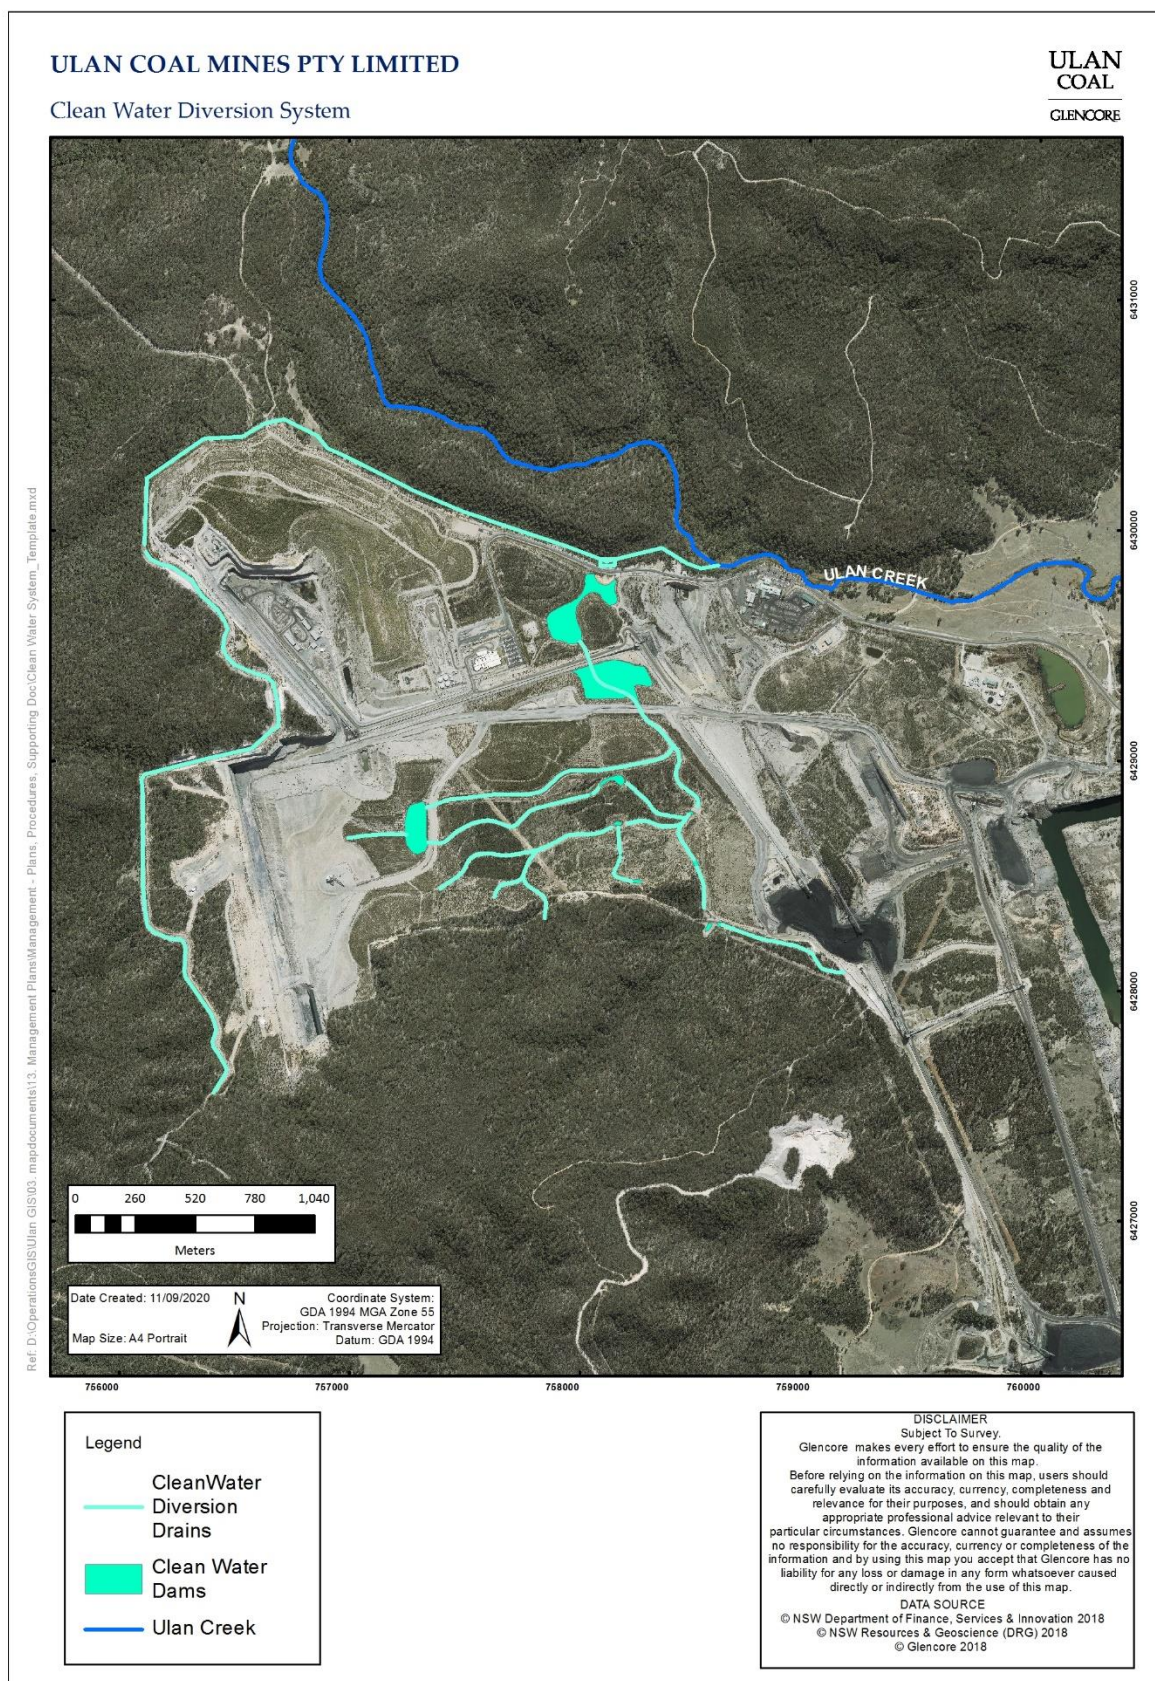 ULAN COAL MINES PTY LIMITED
Clean Water Diversion System
ULAN
COAL
GLENCORE
6431000
6430000
6429000
6428000
6427000
ULAN CREEK
0 260 520 780 1,040
Meters
Date Created: 11/09/2020
Map Size: A4 Portrait
N
Coordinate System:
GDA 1994 MGA Zone 55
Projection: Transverse Mercator
Datum: GDA 1994
756000 757000 758000 759000 760000
Ref: D:\OperationsGIS\Ulan GIS\03. mapdocuments\13. Management Plans\Management - Plans, Procedures, Supporting Doc\Clean Water System_Template.mxd
Legend
CleanWater
Diversion
Drains
Clean Water
Dams
Ulan Creek
DISCLAIMER
Subject To Survey.
Glencore makes every effort to ensure the quality of the
information available on this map.
Before relying on the information on this map, users should
carefully evaluate its accuracy, currency, completeness and
relevance for their purposes, and should obtain any
appropriate professional advice relevant to their
particular circumstances. Glencore cannot guarantee and assumes
no responsibility for the accuracy, currency or completeness of the
information and by using this map you accept that Glencore has no
liability for any loss or damage in any form whatsoever caused
directly or indirectly from the use of this map.
DATA SOURCE
© NSW Department of Finance, Services & Innovation 2018
© NSW Resources & Geoscience (DRG) 2018
© Glencore 2018